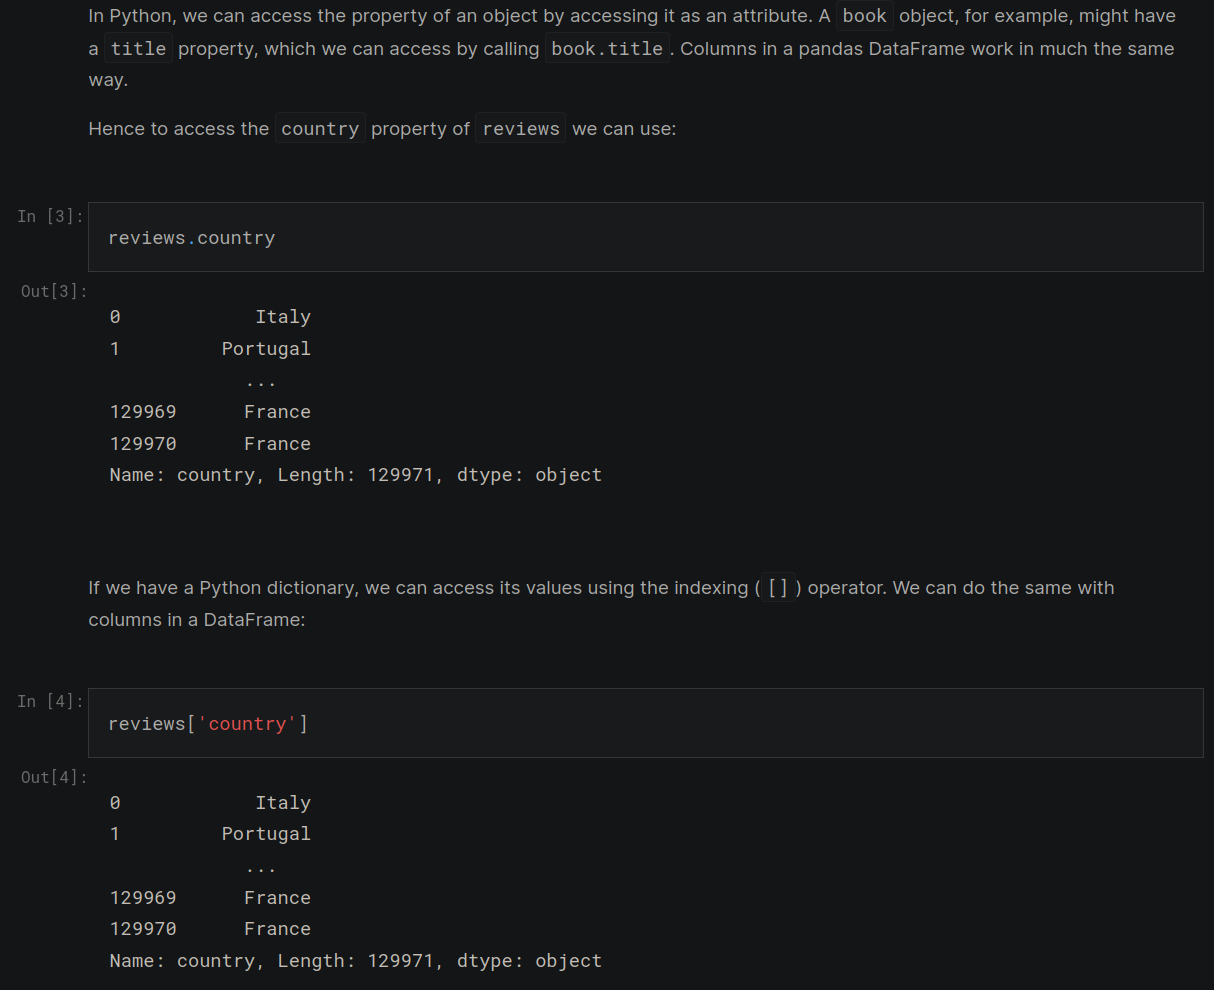 In Python, we can access the property of an object by accessing it as an attribute. A book object, for example, might have
a title property, which we can access by calling book.title. Columns in a pandas DataFrame work in much the same
way.
Hence to access the country property of reviews we can use:
In [3]:
reviews.country
Out[3]:
0            Italy
1         Portugal
...
129969      France
129970      France
Name: country, Length: 129971, dtype: object
If we have a Python dictionary, we can access its values using the indexing ([]) operator. We can do the same with
columns in a DataFrame:
In [4]:
reviews['country']
Out[4]:
0            Italy
1         Portugal
...
129969      France
129970      France
Name: country, Length: 129971, dtype: object